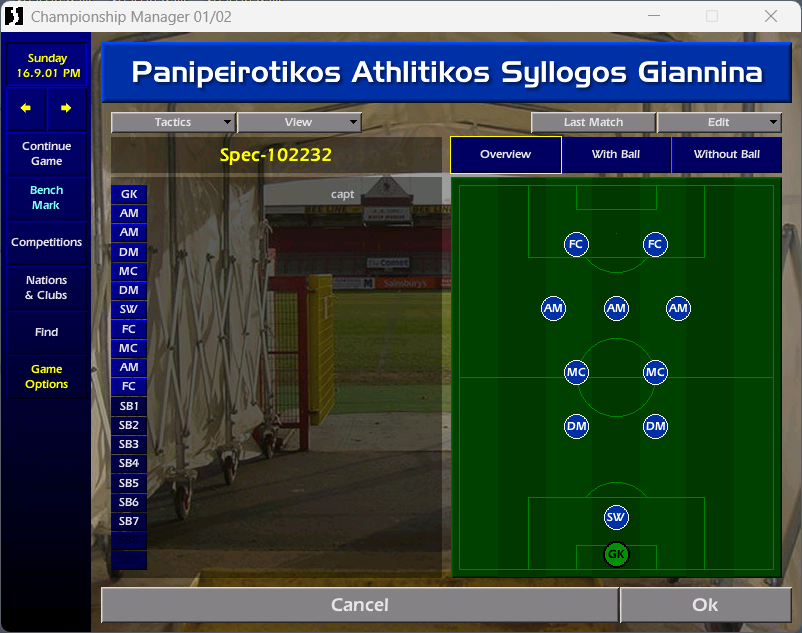 Championship Manager 01/02
Sunday
16.9.01 PM
Panipeirotikos Athlitikos Syllogos Giannina
Continue
Game
Bench
Mark
Competitions
Nations
& Clubs
Find
Game
Options
Tactics
View
Last Match
Edit
Spec-102232
Overview
With Ball
Without Ball
GK
capt
AM
AM
DM
MC
DM
SW
FC
MC
AM
FC
SB1
SB2
SB3
SB4
SB5
SB6
SB7
FC FC
AM AM AM
MC MC
DM DM
SW
GK
Comet
Sainsbury's
Cancel
Ok